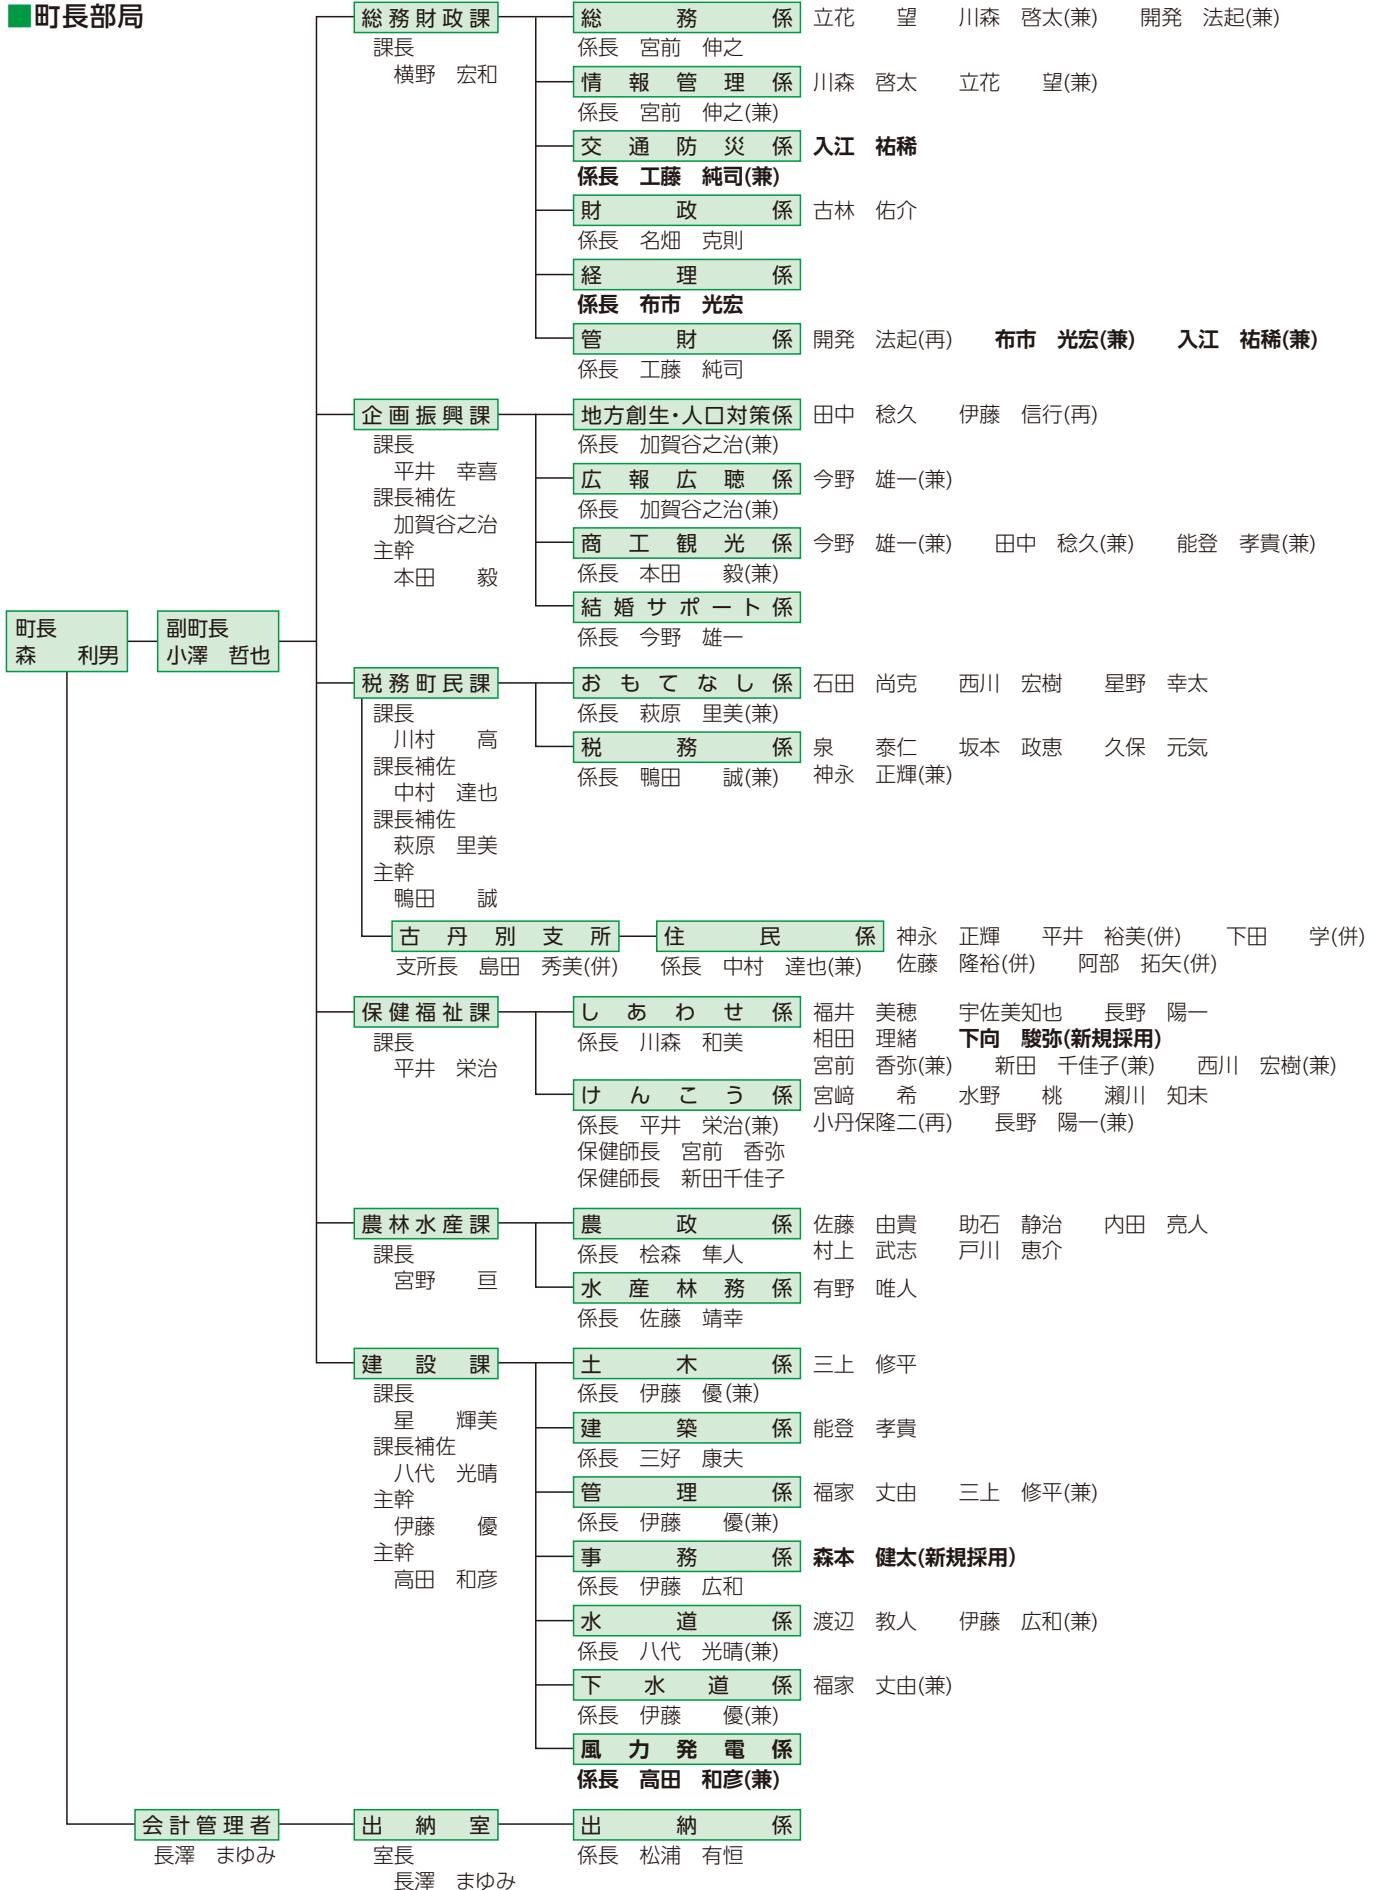 ■町長部局
町長
森　　利男
副町長
小澤　哲也
総務財政課
課長
横野　宏和
総務係　立花　　望　　川森　啓太(兼)　　開発　法起(兼)
係長　宮前　伸之
情報管理係　川森　啓太　　立花　　望(兼)
係長　宮前　伸之(兼)
交通防災係　入江　祐稀
係長　工藤　純司(兼)
財政係　古林　佑介
係長　名畑　克則
経理係
係長　布市　光宏
管財係　開発　法起(再)　　布市　光宏(兼)　　入江　祐稀(兼)
係長　工藤　純司
企画振興課
課長
平井　幸喜
課長補佐
加賀谷之治
主幹
本田　　毅
地方創生・人口対策係　田中　稔久　　伊藤　信行(再)
係長　加賀谷之治(兼)
広報広聴係　今野　雄一(兼)
係長　加賀谷之治(兼)
商工観光係　今野　雄一(兼)　　田中　稔久(兼)　　能登　孝貴(兼)
係長　本田　　毅(兼)
結婚サポート係
係長　今野　雄一
税務町民課
課長
川村　　高
課長補佐
中村　達也
課長補佐
萩原　里美
主幹
鴨田　　誠
おもてなし係　石田　尚克　　西川　宏樹　　星野　幸太
係長　萩原　里美(兼)
税務係　泉　　泰仁　　坂本　政恵　　久保　元気
係長　鴨田　　誠(兼)　神永　正輝(兼)
古丹別支所
支所長　島田　秀美(併)
住民係　神永　正輝　　平井　裕美(併)　　下田　　学(併)
係長　中村　達也(兼)　佐藤　隆裕(併)　　阿部　拓矢(併)
保健福祉課
課長
平井　栄治
しあわせ係　福井　美穂　　宇佐美知也　　長野　陽一
係長　川森　和美　相田　理緒　　下向　駿弥(新規採用)
宮前　香弥(兼)　　新田　千佳子(兼)　　西川　宏樹(兼)
けんこう係　宮﨑　　希　　水野　　桃　　瀬川　知未
係長　平井　栄治(兼)　小丹保隆二(再)　　長野　陽一(兼)
保健師長　宮前　香弥
保健師長　新田千佳子
農林水産課
課長
宮野　　亘
農政係　佐藤　由貴　　助石　静治　　内田　亮人
係長　桧森　隼人　村上　武志　　戸川　恵介
水産林務係　有野　唯人
係長　佐藤　靖幸
建設課
課長
星　　輝美
課長補佐
八代　光晴
主幹
伊藤　　優
主幹
高田　和彦
土木係　三上　修平
係長　伊藤　優(兼)
建築係　能登　孝貴
係長　三好　康夫
管理係　福家　丈由　　三上　修平(兼)
係長　伊藤　　優(兼)
事務係　森本　健太(新規採用)
係長　伊藤　広和
水道係　渡辺　教人　　伊藤　広和(兼)
係長　八代　光晴(兼)
下水道係　福家　丈由(兼)
係長　伊藤　　優(兼)
風力発電係
係長　高田　和彦(兼)
会計管理者
長澤　まゆみ
出納室
室長
長澤　まゆみ
出納係
係長　松浦　有恒